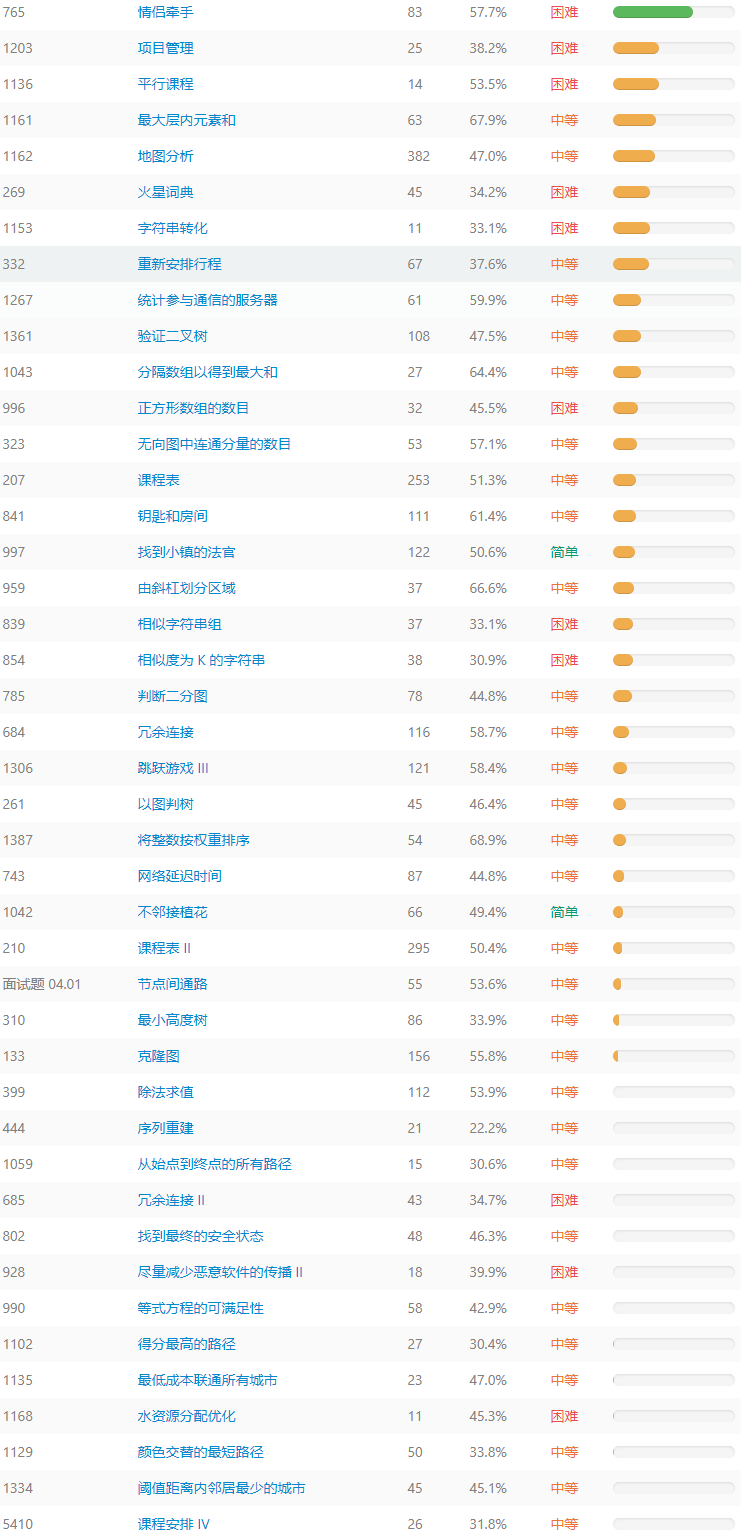 765 情侣牵手 83 57.7% 困难
1203 项目管理 25 38.2% 困难
1136 平行课程 14 53.5% 困难
1161 最大层内元素和 63 67.9% 中等
1162 地图分析 382 47.0% 中等
269 火星词典 45 34.2% 困难
1153 字符串转化 11 33.1% 困难
332 重新安排行程 67 37.6% 中等
1267 统计参与通信的服务器 61 59.9% 中等
1361 验证二叉树 108 47.5% 中等
1043 分隔数组以得到最大和 27 64.4% 中等
996 正方形数组的数目 32 45.5% 困难
323 无向图中连通分量的数目 53 57.1% 中等
207 课程表 253 51.3% 中等
841 钥匙和房间 111 61.4% 中等
997 找到小镇的法官 122 50.6% 简单
959 由斜杠划分区域 37 66.6% 中等
839 相似字符串组 37 33.1% 困难
854 相似度为 K 的字符串 38 30.9% 困难
785 判断二分图 78 44.8% 中等
684 冗余连接 116 58.7% 中等
1306 跳跃游戏 III 121 58.4% 中等
261 以图判树 45 46.4% 中等
1387 将整数按权重排序 54 68.9% 中等
743 网络延迟时间 87 44.8% 中等
1042 不邻接植花 66 49.4% 简单
210 课程表 II 295 50.4% 中等
面试题 04.01 节点间通路 55 53.6% 中等
310 最小高度树 86 33.9% 中等
133 克隆图 156 55.8% 中等
399 除法求值 112 53.9% 中等
444 序列重建 21 22.2% 中等
1059 从始点到终点的所有路径 15 30.6% 中等
685 冗余连接 II 43 34.7% 困难
802 找到最终的安全状态 48 46.3% 中等
928 尽量减少恶意软件的传播 II 18 39.9% 困难
990 等式方程的可满足性 58 42.9% 中等
1102 得分最高的路径 27 30.4% 中等
1135 最低成本联通所有城市 23 47.0% 中等
1168 水资源分配优化 11 45.3% 困难
1129 颜色交替的最短路径 50 33.8% 中等
1334 阈值距离内邻居最少的城市 45 45.1% 中等
5410 课程安排 IV 26 31.8% 中等